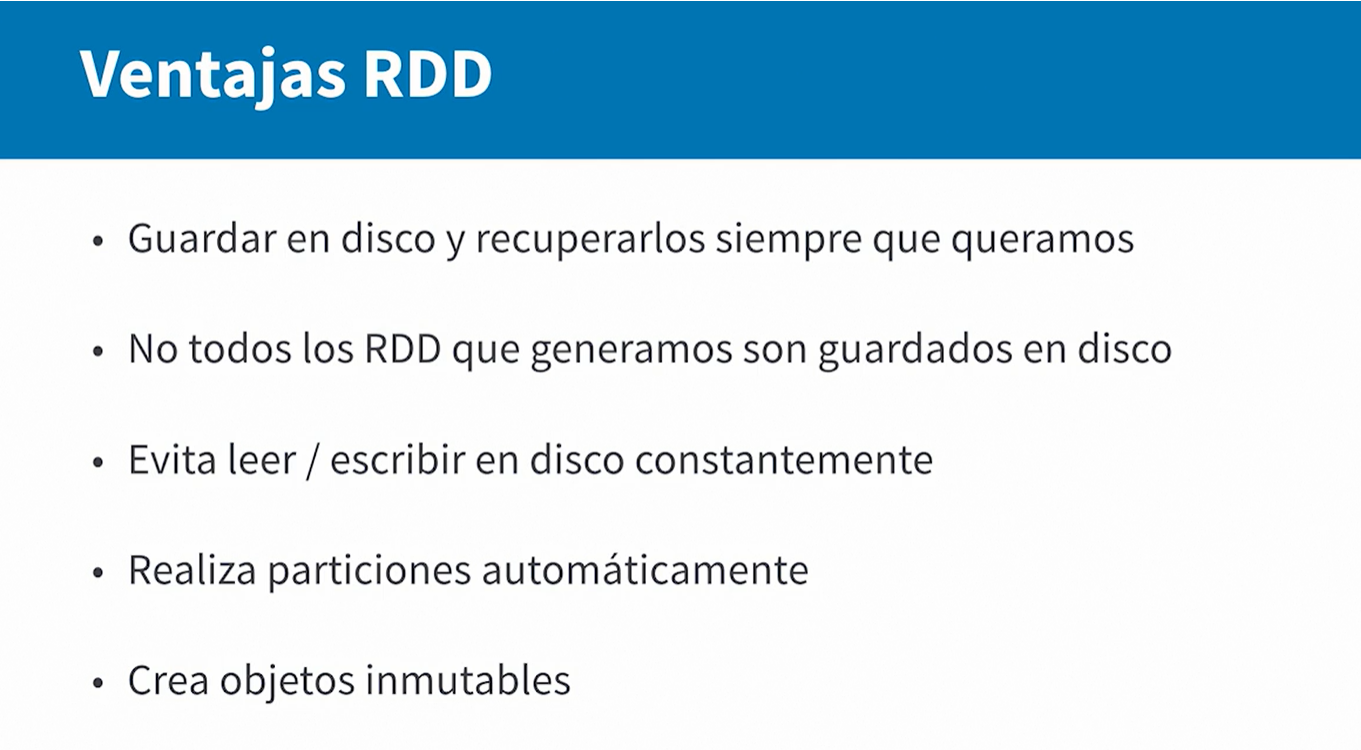 Ventajas RDD
• Guardar en disco y recuperarlos siempre que queramos
• No todos los RDD que generamos son guardados en disco
• Evita leer / escribir en disco constantemente
• Realiza particiones automáticamente
• Crea objetos inmutables